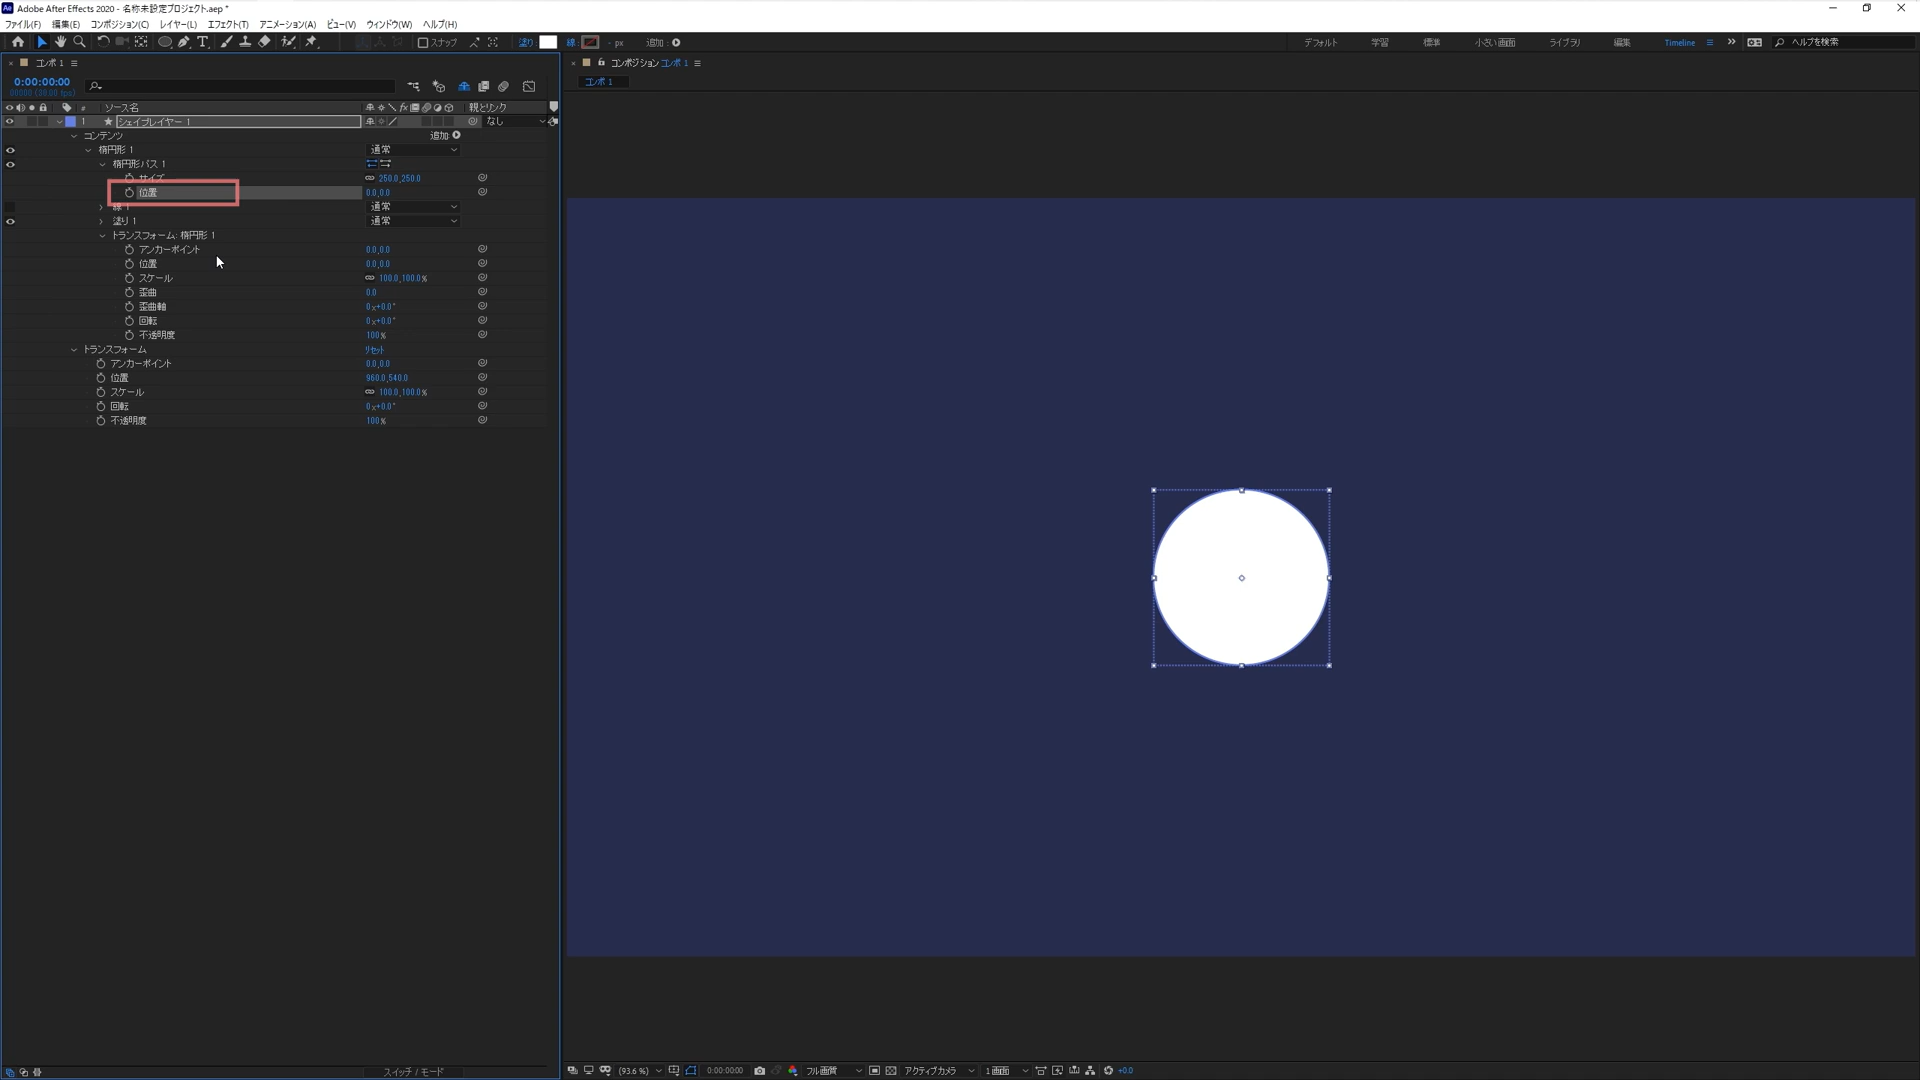 Adobe After Effects 2020 - 名称未設定プロジェクト.aep *
ファイル(F) 編集(E) コンポジション(C) レイヤー(L) エフェクト(T) アニメーション(A) ビュー(V) ウィンドウ(W) ヘルプ(H)
スナップ 塗り 線: - px 追加: デフォルト 学習 標準 小さい画面 ライブラリ 編集 Timeline ヘルプを検索
コンポ 1
コンポジション コンポ 1
コンポ 1
0:00:00:00
00000 (30.00 fps)
# ソース名 fx 親とリンク
1 シェイプレイヤー 1 なし
コンテンツ 追加:
楕円形 1 通常
楕円形パス 1
サイズ 250.0,250.0
位置 0.0,0.0
線 1 通常
塗り 1 通常
トランスフォーム: 楕円形 1
アンカーポイント 0.0,0.0
位置 0.0,0.0
スケール 100.0,100.0%
歪曲 0.0
歪曲軸 0x+0.0°
回転 0x+0.0°
不透明度 100%
トランスフォーム リセット
アンカーポイント 0.0,0.0
位置 960.0,540.0
スケール 100.0,100.0%
回転 0x+0.0°
不透明度 100%
スイッチ / モード
(93.6 %) 0:00:00:00 フル画質 アクティブカメラ 1画面 +0.0